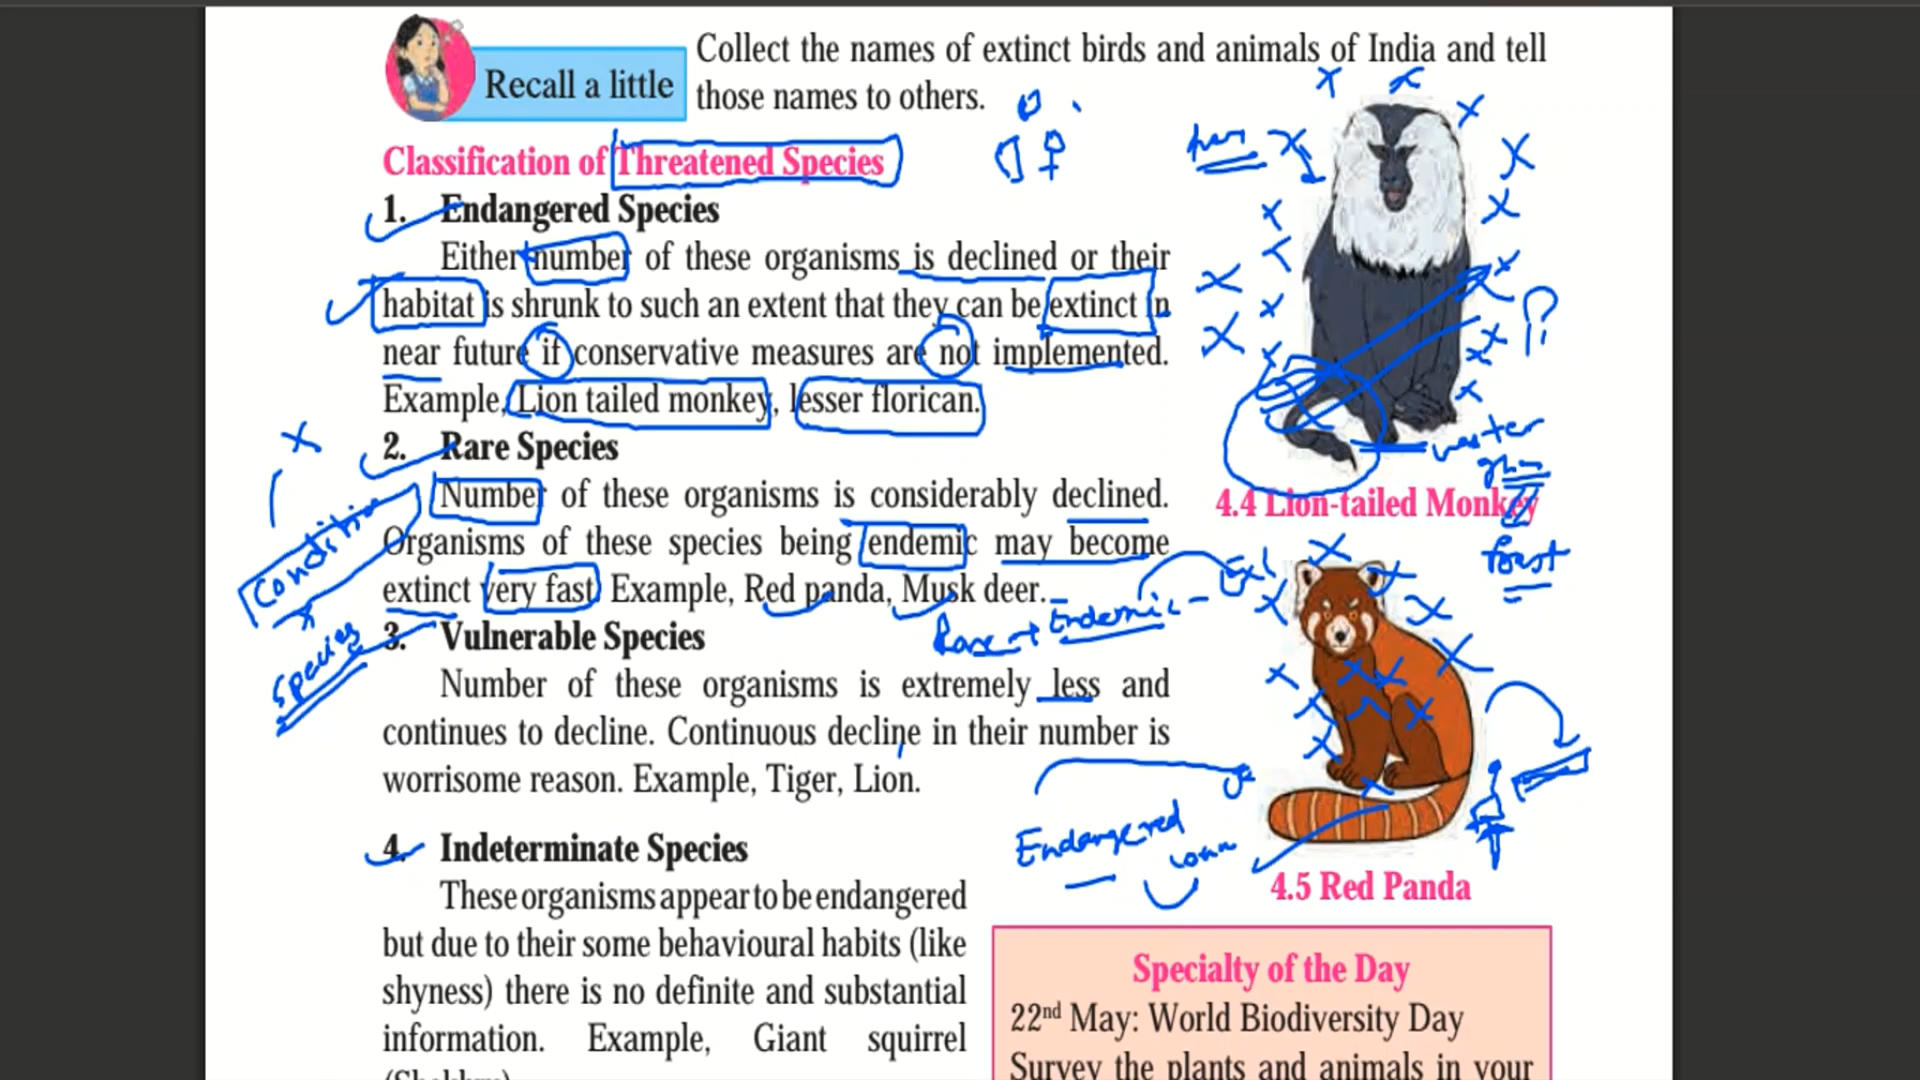 Collect the names of extinct birds and animals of India and tell
Recall a little
those names to others.
Classification of Threatened Species
1. Endangered Species
Either number of these organisms is declined or their
habitat is shrunk to such an extent that they can be extinct in
near future if conservative measures are not implemented.
Example, Lion tailed monkey, lesser florican.
2. Rare Species
Number of these organisms is considerably declined.
Organisms of these species being endemic may become
extinct very fast. Example, Red panda, Musk deer.
Condition
Species
Rare → Endemic -
3. Vulnerable Species
Number of these organisms is extremely less and
continues to decline. Continuous decline in their number is
worrisome reason. Example, Tiger, Lion.
Endangered
4. Indeterminate Species
These organisms appear to be endangered
but due to their some behavioural habits (like
shyness) there is no definite and substantial
information. Example, Giant squirrel
4.4 Lion-tailed Monkey
forest
4.5 Red Panda
Specialty of the Day
22nd May: World Biodiversity Day
Survey the plants and animals in your